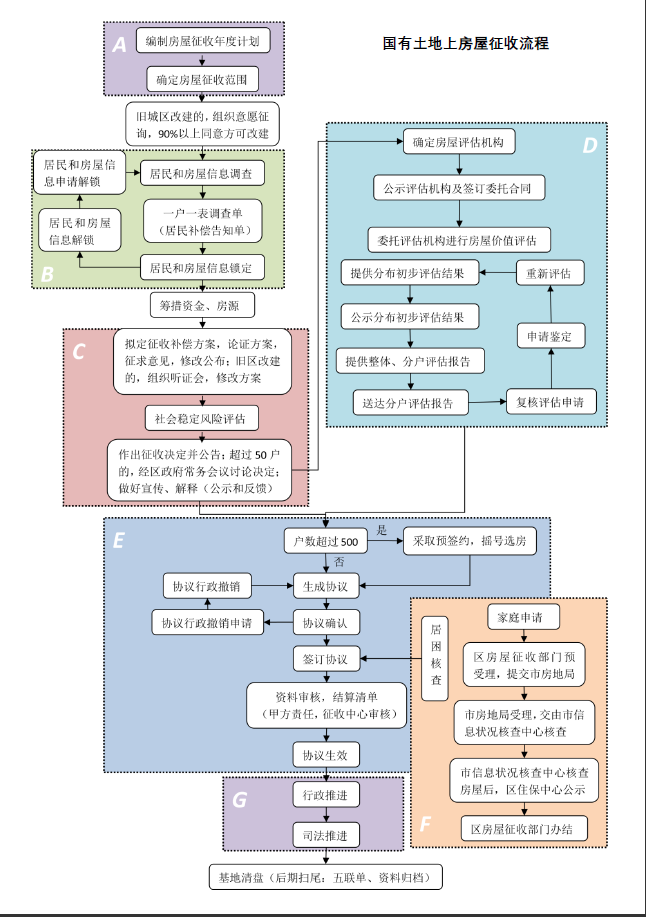 国有土地上房屋征收流程
A
编制房屋征收年度计划
确定房屋征收范围
旧城区改建的，组织意愿征
询，90%以上同意方可改建
B
居民和房屋信
息申请解锁
居民和房屋信息调查
一户一表调查单
（居民补偿告知单）
居民和房屋
信息解锁
居民和房屋信息锁定
筹措资金、房源
C
拟定征收补偿方案，论证方案，
征求意见，修改公布；旧区改建
的，组织听证会，修改方案
社会稳定风险评估
作出征收决定并公告；超过 50 户
的，经区政府常务会议讨论决定；
做好宣传、解释（公示和反馈）
D
确定房屋评估机构
公示评估机构及签订委托合同
委托评估机构进行房屋价值评估
提供分布初步评估结果
重新评估
公示分布初步评估结果
申请鉴定
提供整体、分户评估报告
送达分户评估报告
复核评估申请
E
户数超过 500
是
采取预签约，摇号选房
否
协议行政撤销
生成协议
协议行政撤销申请
协议确认
签订协议
居
困
核
查
资料审核，结算清单
（甲方责任，征收中心审核）
协议生效
F
家庭申请
区房屋征收部门预
受理，提交市房地局
市房地局受理，交由市信
息状况核查中心核查
市信息状况核查中心核查
房屋后，区住保中心公示
区房屋征收部门办结
G
行政推进
司法推进
基地清盘（后期扫尾：五联单、资料归档）